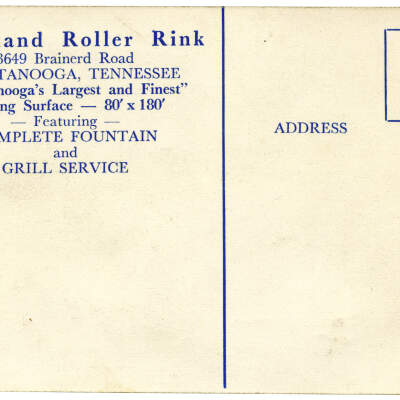 and Roller Rink
3649 Brainerd Road
TANOOGA, TENNESSEE
nooga's Largest and Finest"
ng Surface — 80' x 180'
— Featuring —
MPLETE FOUNTAIN
and
GRILL SERVICE
ADDRESS